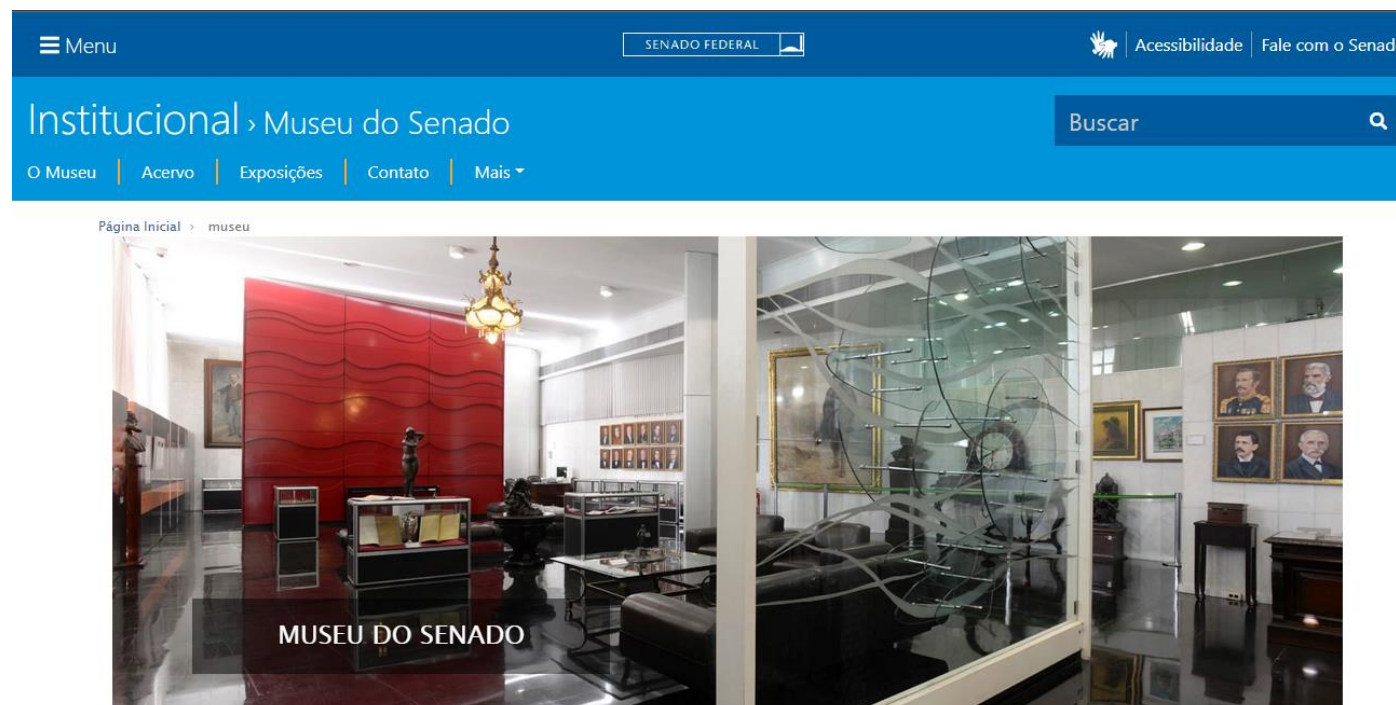 Menu
SENADO FEDERAL
Acessibilidade
Fale com o Senad
Institucional › Museu do Senado
Buscar
O Museu
Acervo
Exposições
Contato
Mais
Página Inicial › museu
MUSEU DO SENADO